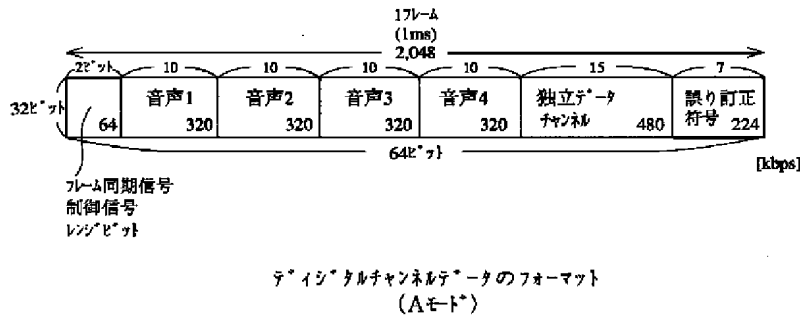 1フレーム
(1ms)
2,048
2ビット 10 10 10 10 15 7
32ビット
音声1 音声2 音声3 音声4 独立データ 誤り訂正
チャンネル 符号
64 320 320 320 320 480 224
64ビット
[kbps]
フレーム同期信号
制御信号
レンジビット
ディジタルチャンネルデータのフォーマット
(Aモード)